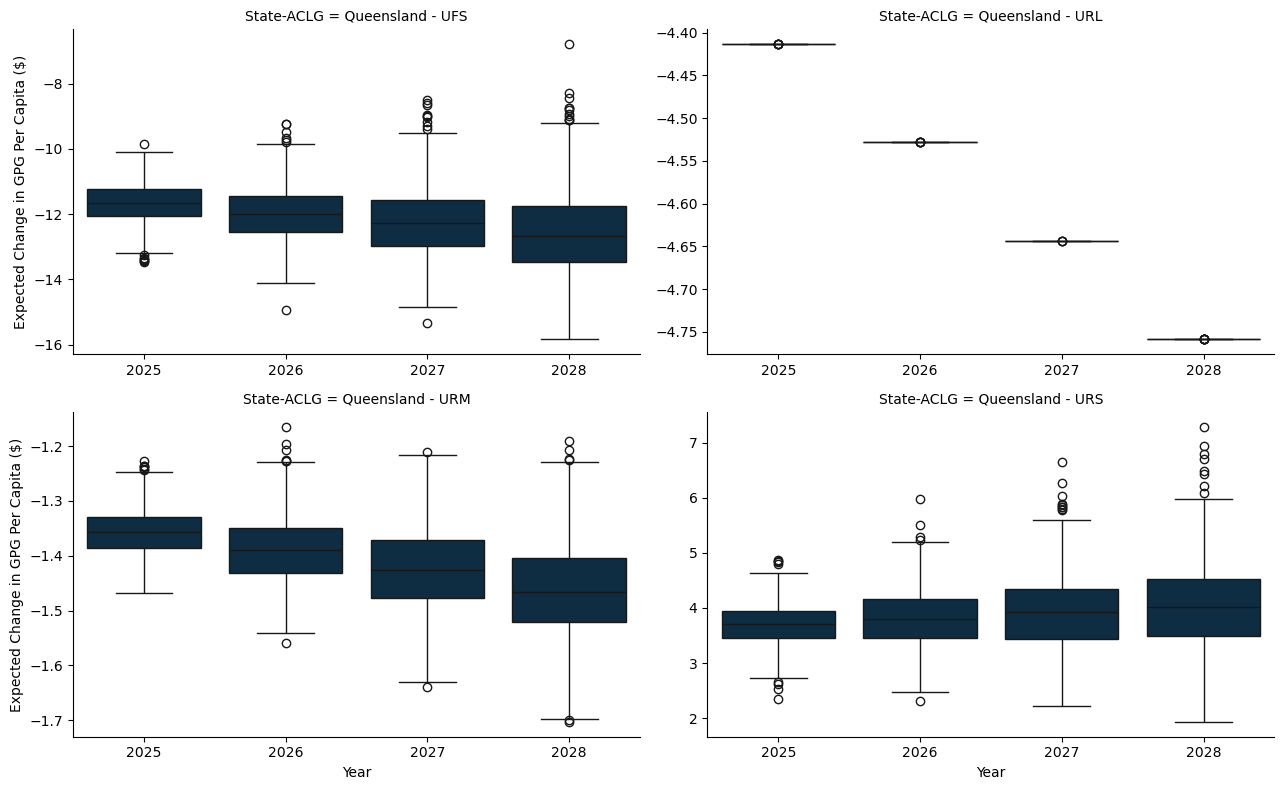 State-ACLG = Queensland - UFS
Expected Change in GPG Per Capita ($)
−8
−10
−12
−14
−16
2025 2026 2027 2028
State-ACLG = Queensland - URL
−4.40
−4.45
−4.50
−4.55
−4.60
−4.65
−4.70
−4.75
2025 2026 2027 2028
State-ACLG = Queensland - URM
Expected Change in GPG Per Capita ($)
−1.2
−1.3
−1.4
−1.5
−1.6
−1.7
2025 2026 2027 2028
Year
State-ACLG = Queensland - URS
7
6
5
4
3
2
2025 2026 2027 2028
Year